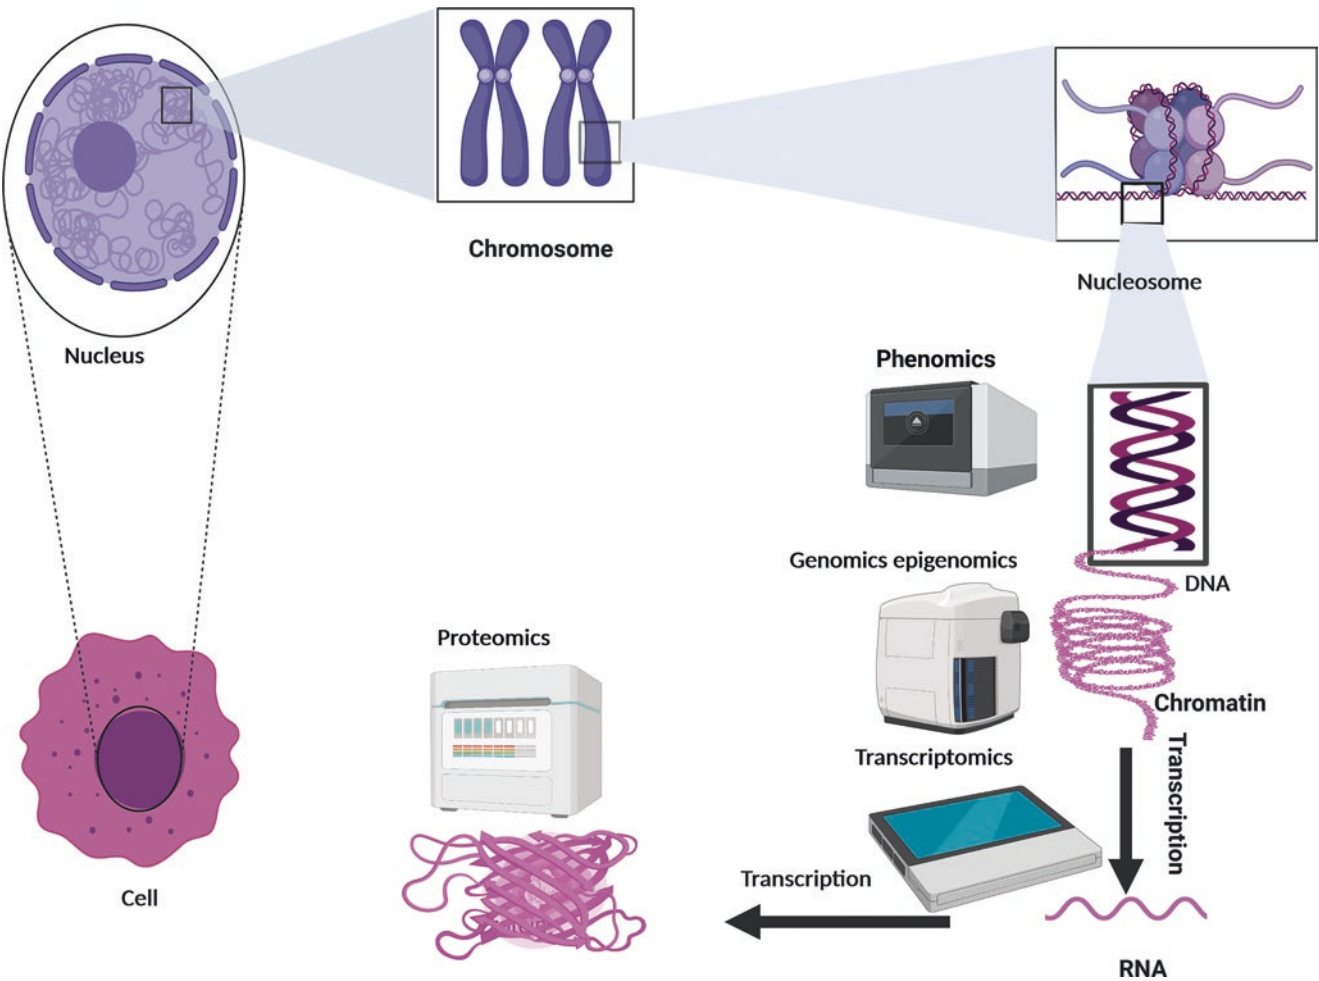 Chromosome
Nucleosome
Nucleus
Phenomics
Genomics epigenomics
DNA
Proteomics
Chromatin
Transcription
Transcriptomics
Transcription
Cell
RNA